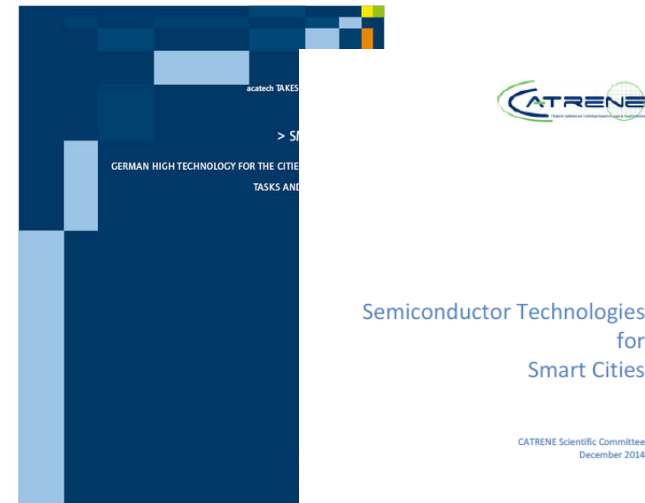 acatech TAKES
> SM
GERMAN HIGH TECHNOLOGY FOR THE CITIE
TASKS AND
CATRENE
Semiconductor Technologies
for
Smart Cities
CATRENE Scientific Committee
December 2014